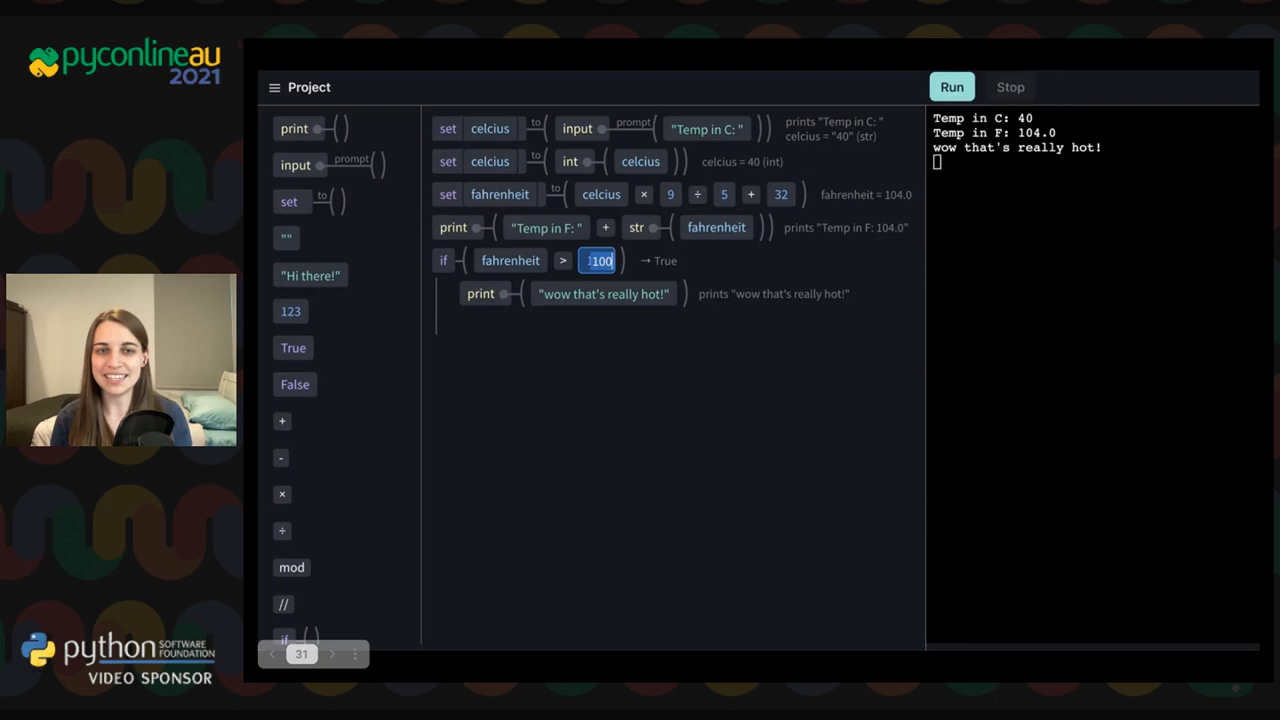 pyconlineau
2021
Project
Run
Stop
print ( )
input prompt ( )
set to ( )
""
"Hi there!"
123
True
False
+
-
×
÷
mod
//
if ( )
set celcius to ( input prompt ( "Temp in C: " ) ) prints "Temp in C: "
celcius = "40" (str)
set celcius to ( int ( celcius ) ) celcius = 40 (int)
set fahrenheit to ( celcius × 9 ÷ 5 + 32 ) fahrenheit = 104.0
print ( "Temp in F: " + str ( fahrenheit ) ) prints "Temp in F: 104.0"
if ( fahrenheit > 100 ) → True
print ( "wow that's really hot!" ) prints "wow that's really hot!"
Temp in C: 40
Temp in F: 104.0
wow that's really hot!
< 31 >
python SOFTWARE FOUNDATION
VIDEO SPONSOR